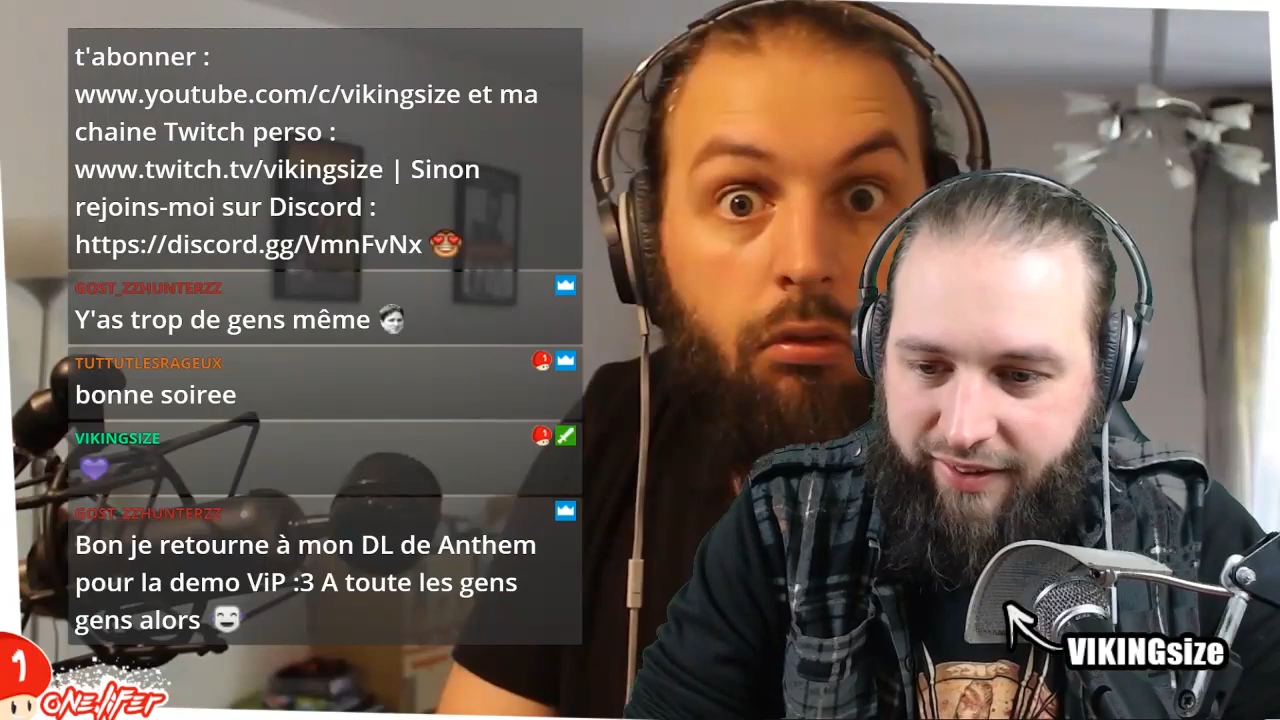 t'abonner :
www.youtube.com/c/vikingsize et ma
chaine Twitch perso :
www.twitch.tv/vikingsize | Sinon
rejoins-moi sur Discord :
https://discord.gg/VmnFvNx
GOST_ZZHUNTERZZ
Y'as trop de gens même
TUTTUTLESRAGEUX
bonne soiree
VIKINGSIZE
GOST_ZZHUNTERZZ
Bon je retourne à mon DL de Anthem
pour la demo ViP :3 A toute les gens
gens alors
VIKINGsize
1
ONE/IFER